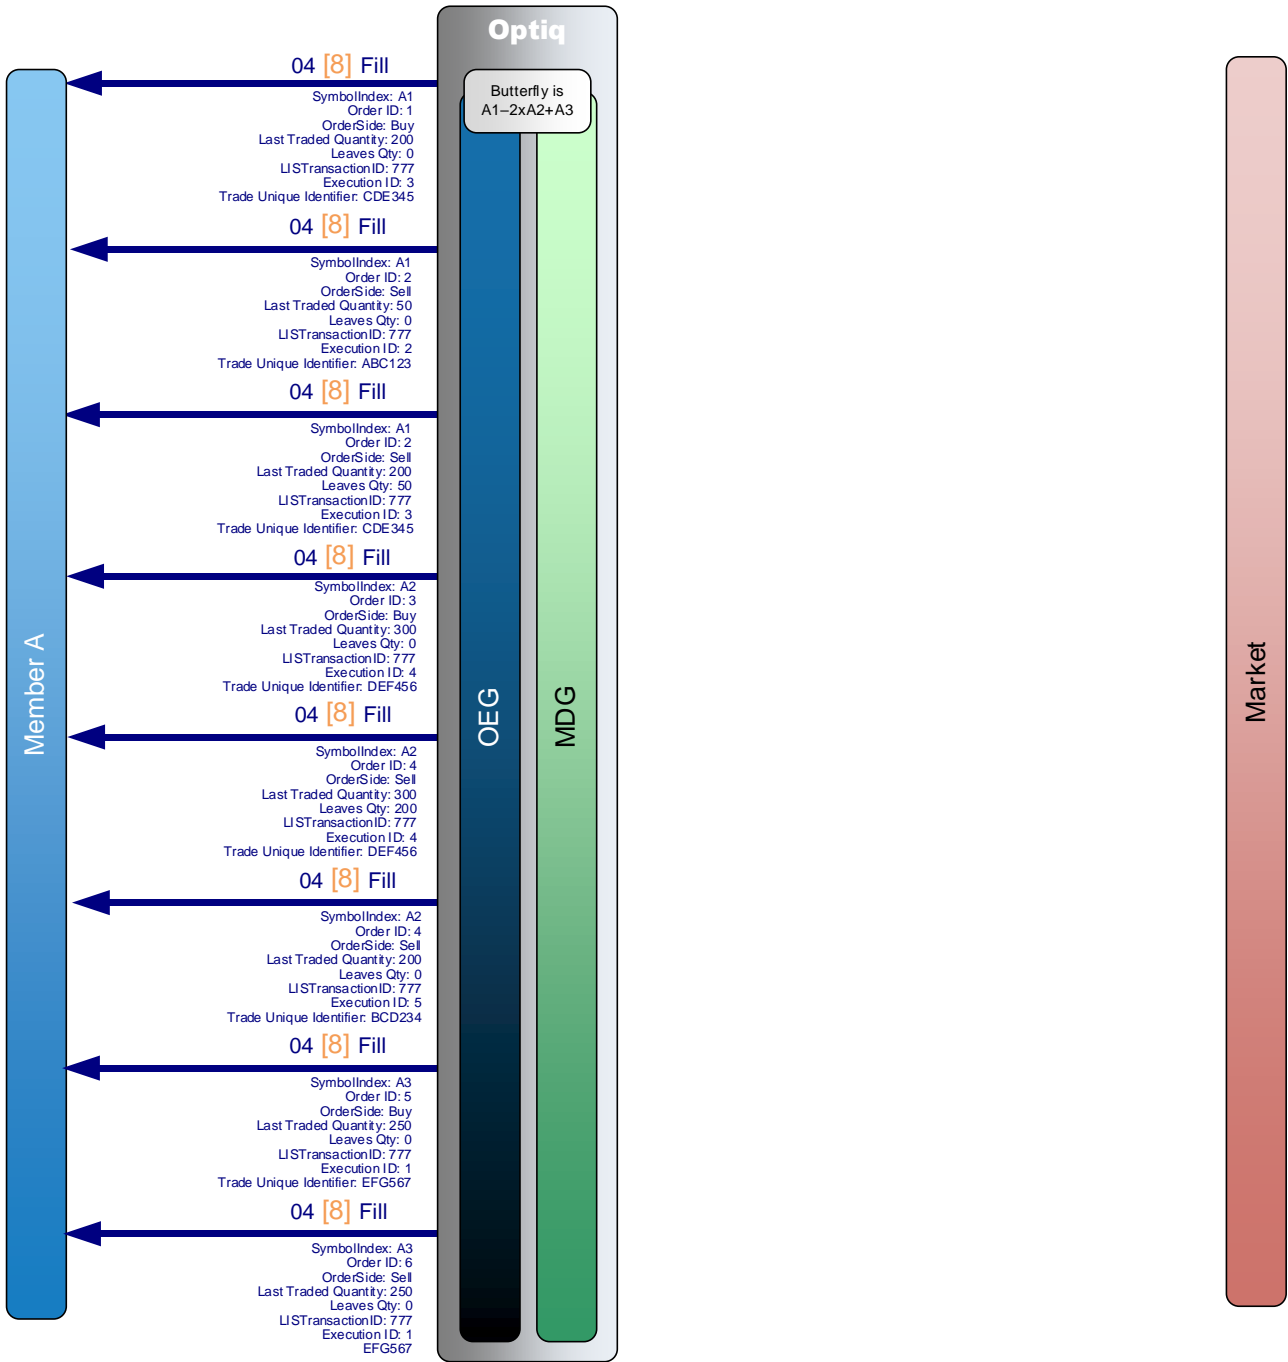 Optiq
Butterfly is
A1–2xA2+A3
04 [8] Fill
SymbolIndex: A1
Order ID: 1
OrderSide: Buy
Last Traded Quantity: 200
Leaves Qty: 0
LISTransactionID: 777
Execution ID: 3
Trade Unique Identifier: CDE345
04 [8] Fill
SymbolIndex: A1
Order ID: 2
OrderSide: Sell
Last Traded Quantity: 50
Leaves Qty: 0
LISTransactionID: 777
Execution ID: 2
Trade Unique Identifier: ABC123
04 [8] Fill
SymbolIndex: A1
Order ID: 2
OrderSide: Sell
Last Traded Quantity: 200
Leaves Qty: 50
LISTransactionID: 777
Execution ID: 3
Trade Unique Identifier: CDE345
04 [8] Fill
SymbolIndex: A2
Order ID: 3
OrderSide: Buy
Last Traded Quantity: 300
Leaves Qty: 0
LISTransactionID: 777
Execution ID: 4
Trade Unique Identifier: DEF456
04 [8] Fill
SymbolIndex: A2
Order ID: 4
OrderSide: Sell
Last Traded Quantity: 300
Leaves Qty: 200
LISTransactionID: 777
Execution ID: 4
Trade Unique Identifier: DEF456
04 [8] Fill
SymbolIndex: A2
Order ID: 4
OrderSide: Sell
Last Traded Quantity: 200
Leaves Qty: 0
LISTransactionID: 777
Execution ID: 5
Trade Unique Identifier: BCD234
04 [8] Fill
SymbolIndex: A3
Order ID: 5
OrderSide: Buy
Last Traded Quantity: 250
Leaves Qty: 0
LISTransactionID: 777
Execution ID: 1
Trade Unique Identifier: EFG567
04 [8] Fill
SymbolIndex: A3
Order ID: 6
OrderSide: Sell
Last Traded Quantity: 250
Leaves Qty: 0
LISTransactionID: 777
Execution ID: 1
EFG567
Member A
OEG
MDG
Market